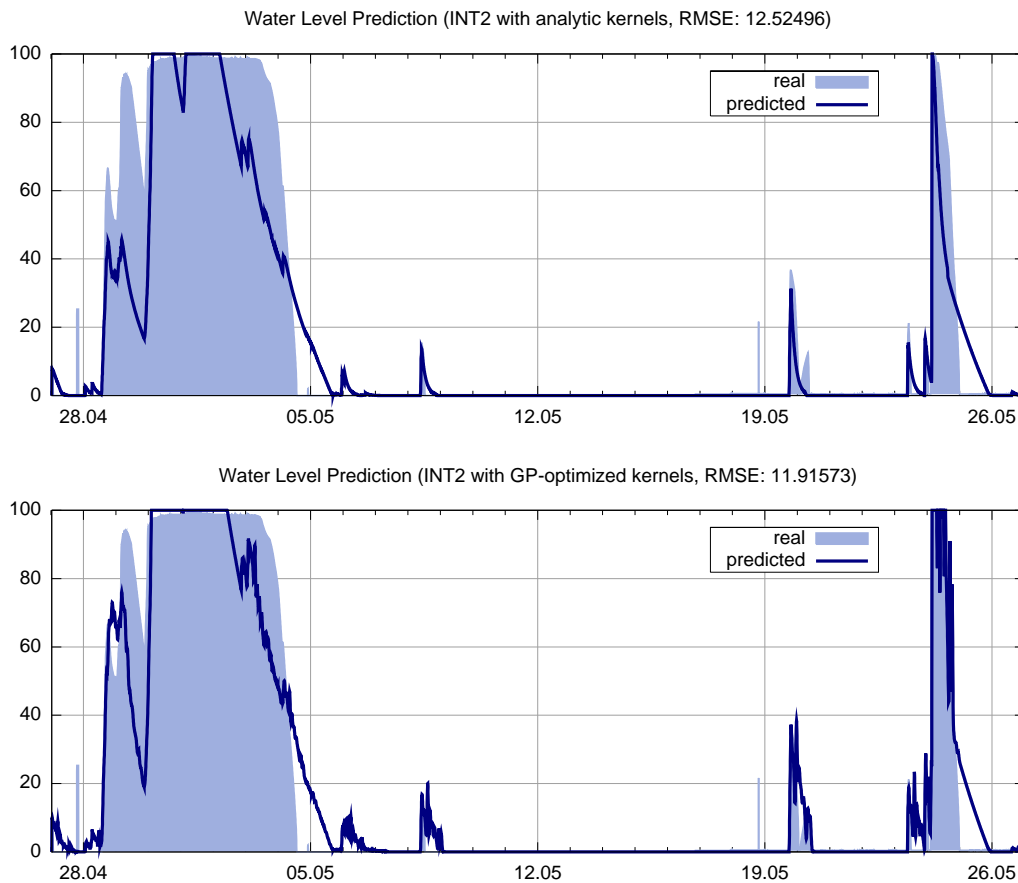 Water Level Prediction (INT2 with analytic kernels, RMSE: 12.52496)
100
80
60
40
20
0
real
predicted
28.04 05.05 12.05 19.05 26.05
Water Level Prediction (INT2 with GP-optimized kernels, RMSE: 11.91573)
100
80
60
40
20
0
real
predicted
28.04 05.05 12.05 19.05 26.05